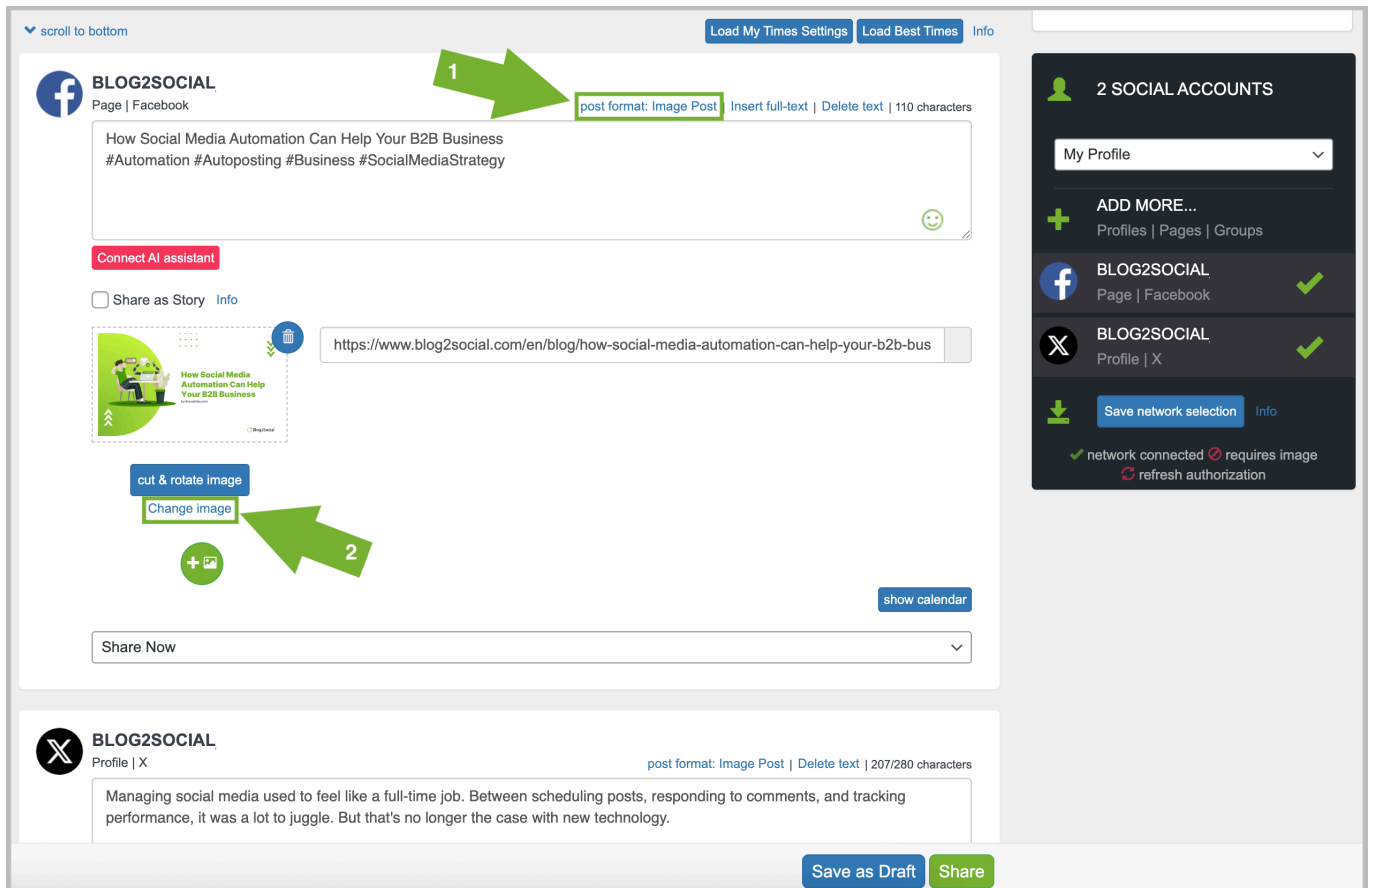 scroll to bottom
Load My Times Settings Load Best Times Info
1
BLOG2SOCIAL
Page | Facebook
post format: Image Post | Insert full-text | Delete text | 110 characters
How Social Media Automation Can Help Your B2B Business
#Automation #Autoposting #Business #SocialMediaStrategy
Connect AI assistant
Share as Story Info
How Social Media
Automation Can Help
Your B2B Business
Blog2Social
https://www.blog2social.com/en/blog/how-social-media-automation-can-help-your-b2b-bus
cut & rotate image
Change image
2
show calendar
Share Now
BLOG2SOCIAL
Profile | X
post format: Image Post | Delete text | 207/280 characters
Managing social media used to feel like a full-time job. Between scheduling posts, responding to comments, and tracking
performance, it was a lot to juggle. But that's no longer the case with new technology.
Save as Draft Share
2 SOCIAL ACCOUNTS
My Profile
ADD MORE...
Profiles | Pages | Groups
BLOG2SOCIAL
Page | Facebook
BLOG2SOCIAL
Profile | X
Save network selection Info
network connected requires image
refresh authorization